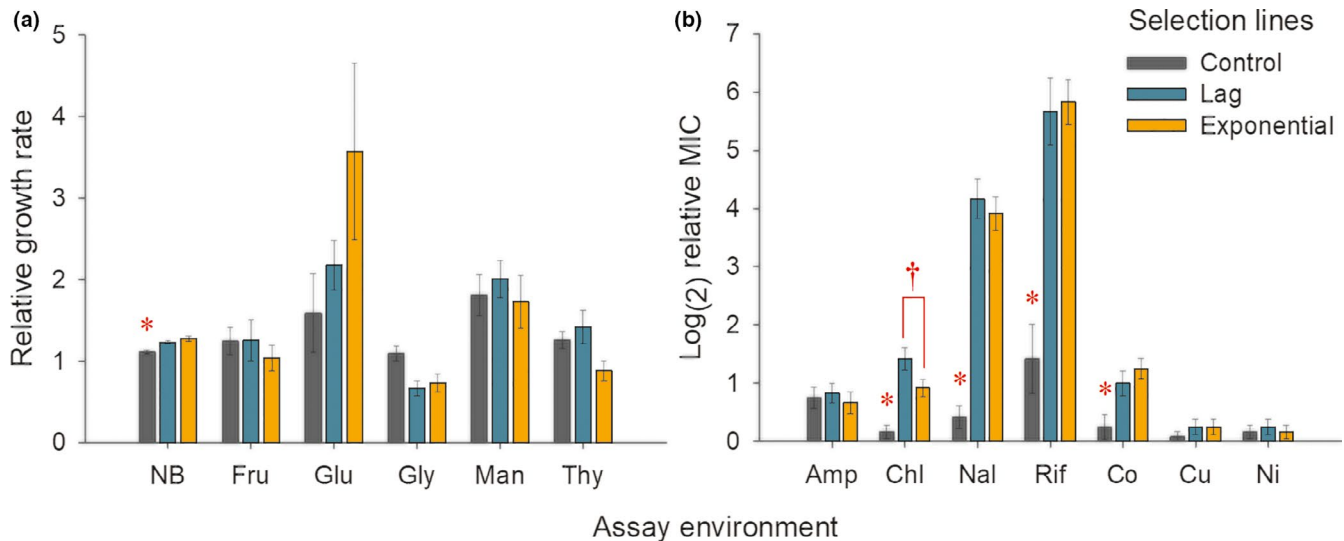 (a)
Relative growth rate
5
4
3
2
1
0
*
NB Fru Glu Gly Man Thy
(b)
Log(2) relative MIC
7
6
5
4
3
2
1
0
Selection lines
Control
Lag
Exponential
†
* * * *
Amp Chl Nal Rif Co Cu Ni
Assay environment